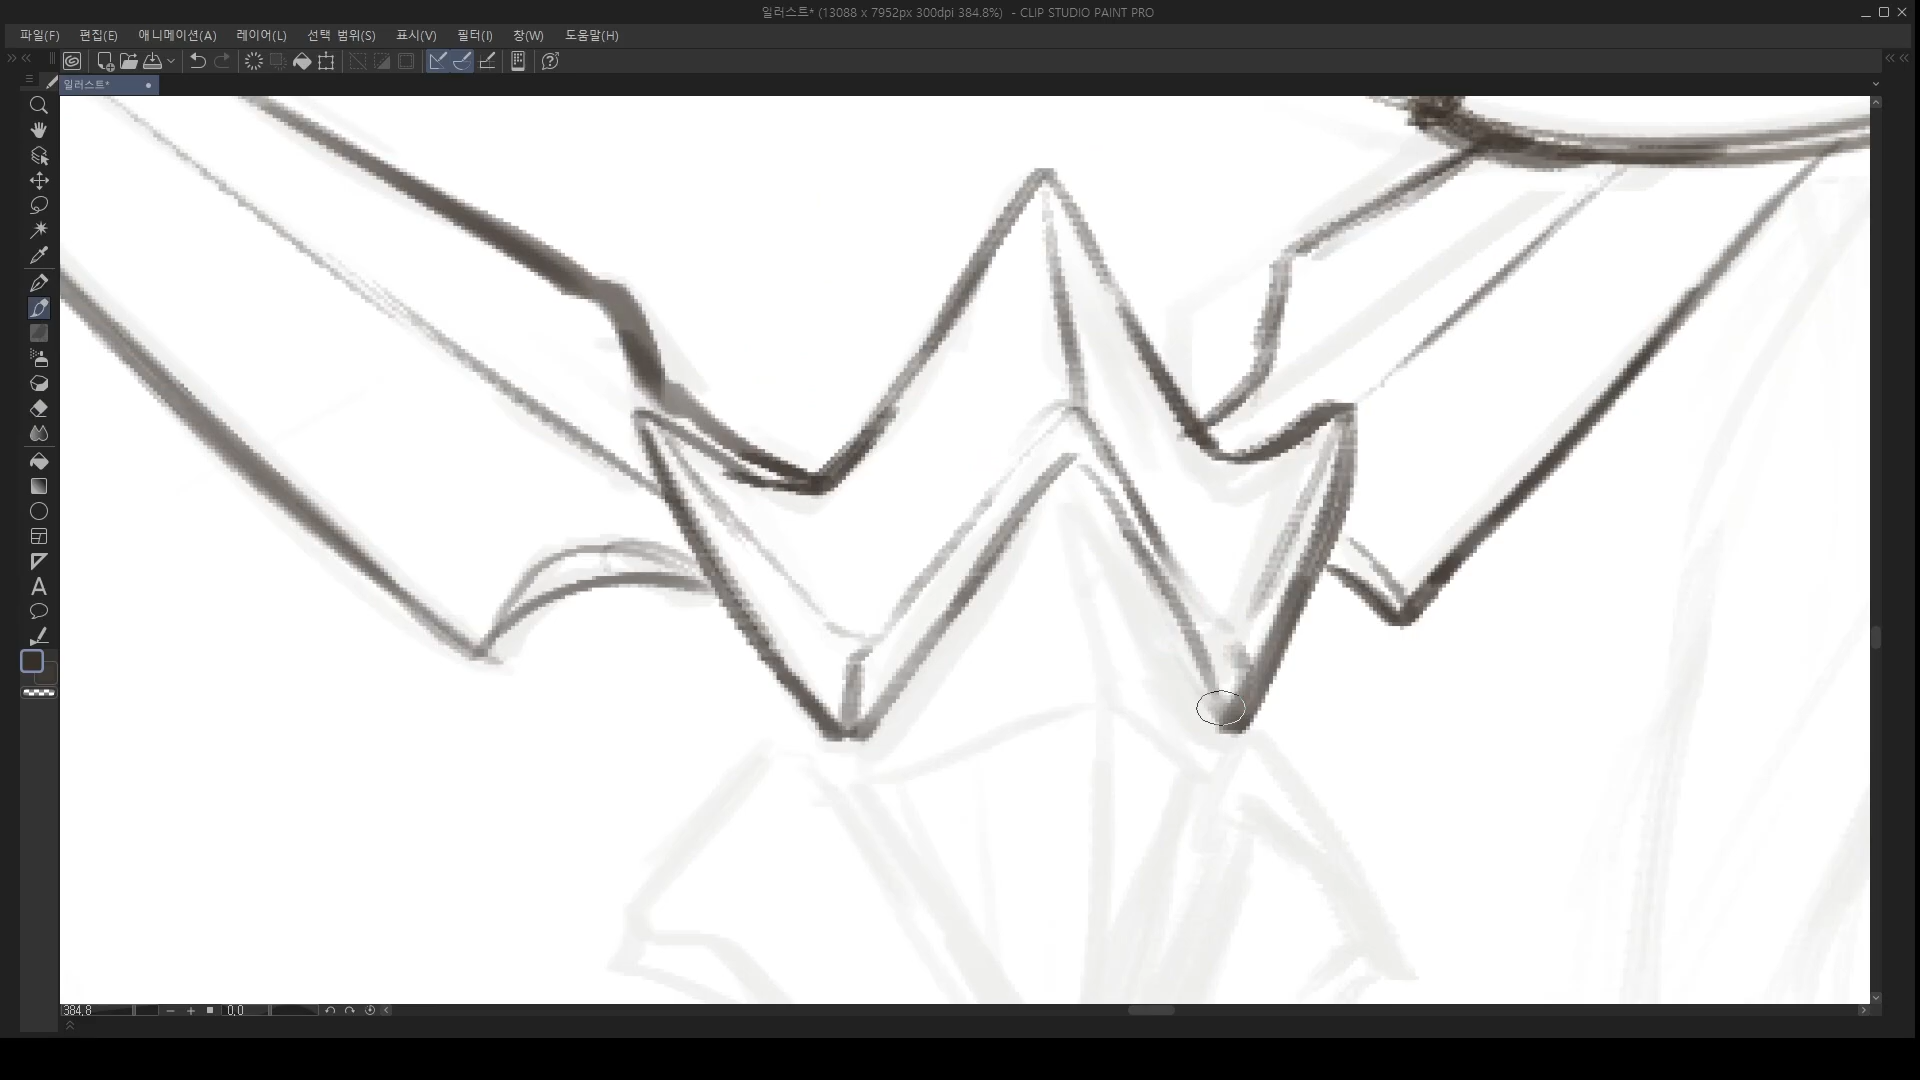 일러스트* (13088 x 7952px 300dpi 384.8%) - CLIP STUDIO PAINT PRO
파일(F) 편집(E) 애니메이션(A) 레이어(L) 선택 범위(S) 표시(V) 필터(I) 창(W) 도움말(H)
일러스트*
384.8
0.0